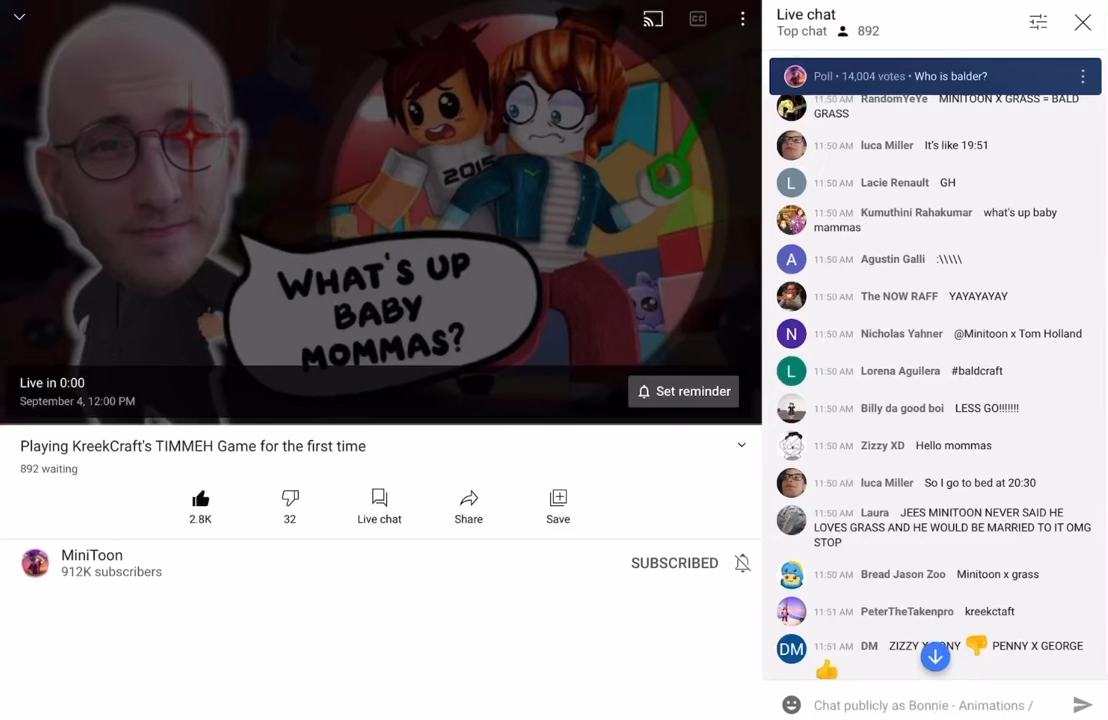 CC
2015
WHAT'S UP
BABY
MOMMAS?
Live in 0:00
September 4, 12:00 PM
Set reminder
Playing KreekCraft's TIMMEH Game for the first time
892 waiting
2.8K
32
Live chat
Share
Save
MiniToon
912K subscribers
SUBSCRIBED
Live chat
Top chat 892
Poll • 14,004 votes • Who is balder?
11:50 AM RandomYeYe MINITOON X GRASS = BALD
GRASS
11:50 AM luca Miller It's like 19:51
L 11:50 AM Lacie Renault GH
11:50 AM Kumuthini Rahakumar what's up baby
mammas
A 11:50 AM Agustin Galli :\\\\\
11:50 AM The NOW RAFF YAYAYAYAY
N 11:50 AM Nicholas Yahner @Minitoon x Tom Holland
L 11:50 AM Lorena Aguilera #baldcraft
11:50 AM Billy da good boi LESS GO!!!!!!!
11:50 AM Zizzy XD Hello mommas
11:50 AM luca Miller So I go to bed at 20:30
11:50 AM Laura JEES MINITOON NEVER SAID HE
LOVES GRASS AND HE WOULD BE MARRIED TO IT OMG
STOP
11:50 AM Bread Jason Zoo Minitoon x grass
11:51 AM PeterTheTakenpro kreekctaft
DM 11:51 AM DM ZIZZY X 👎 PENNY X GEORGE
👍
Chat publicly as Bonnie - Animations /